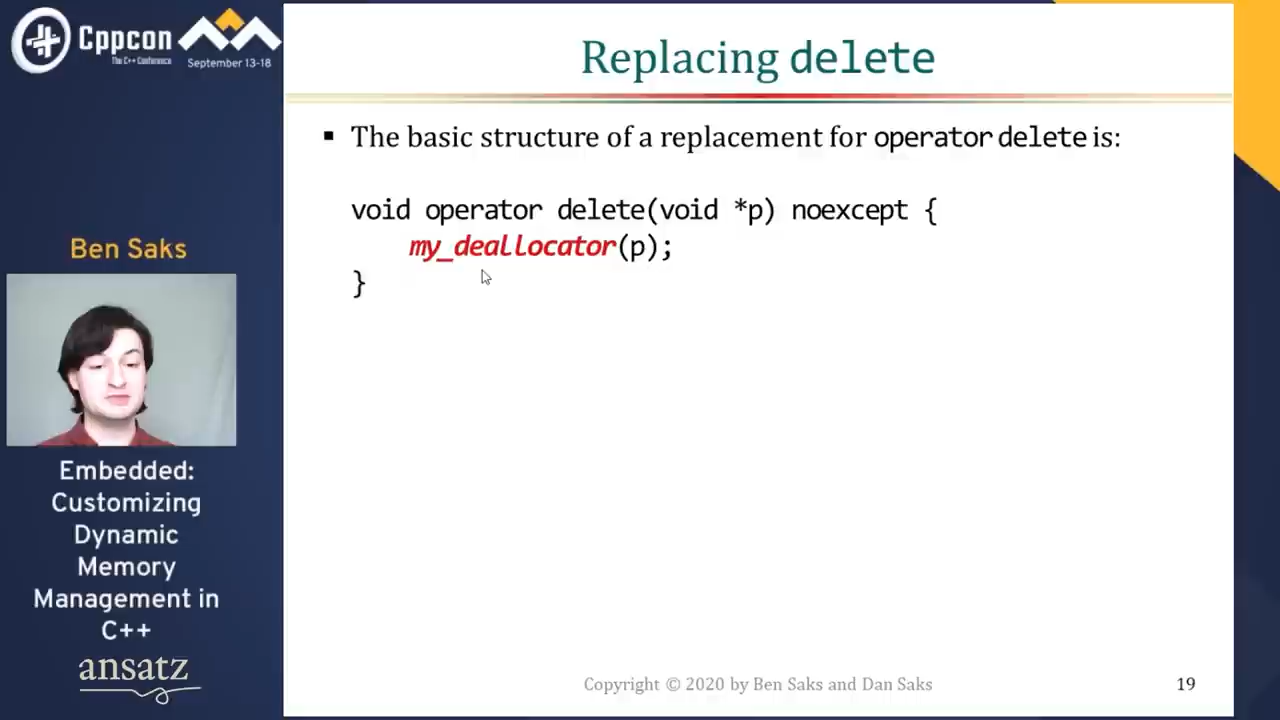 Cppcon
The C++ Conference
September 13-18
Ben Saks
Embedded:
Customizing
Dynamic
Memory
Management in
C++
ansatz
Replacing delete
▪ The basic structure of a replacement for operator delete is:
void operator delete(void *p) noexcept {
my_deallocator(p);
}
Copyright © 2020 by Ben Saks and Dan Saks
19